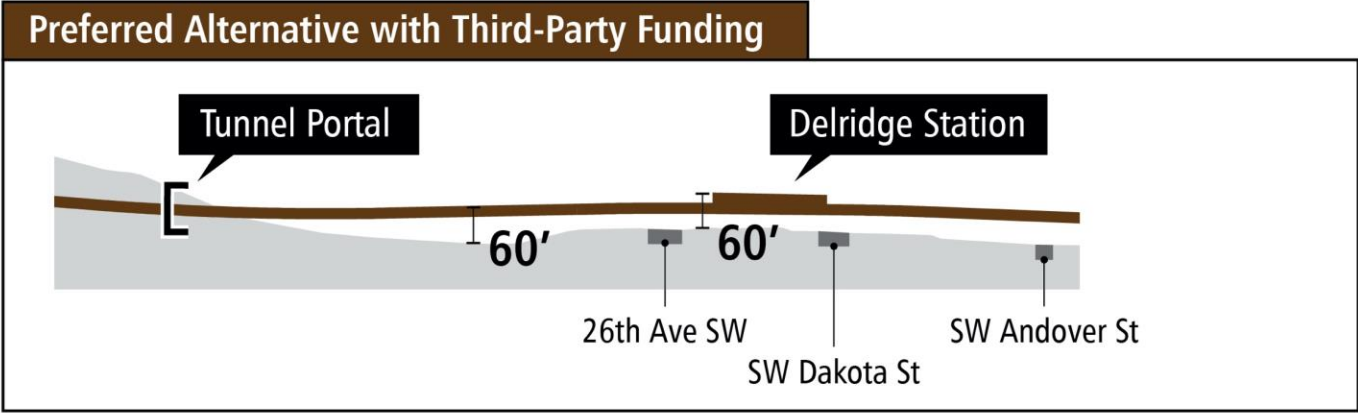 Preferred Alternative with Third-Party Funding
Tunnel Portal
Delridge Station
60'
60'
26th Ave SW
SW Dakota St
SW Andover St